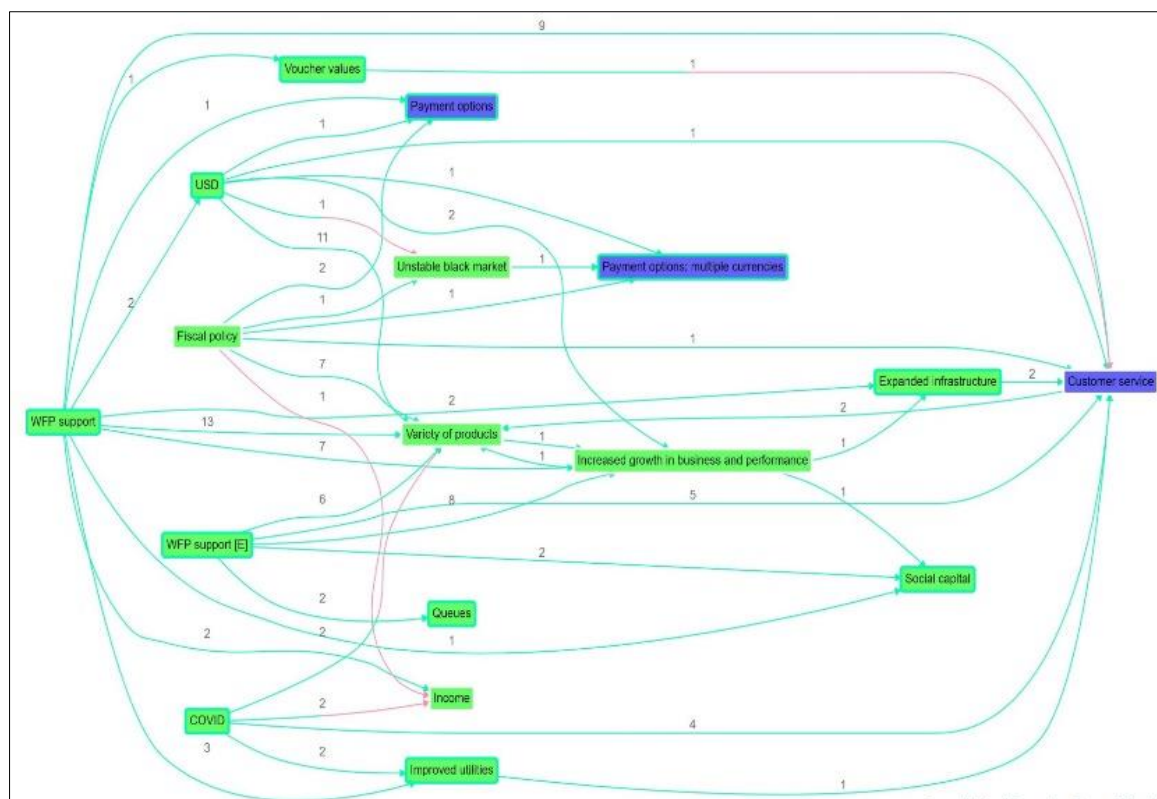 9
Voucher values
1
1
1
Payment options
1
1
USD
1
1
2
11
Unstable black market
1
Payment options; multiple currencies
2
1
1
2
Fiscal policy
1
7
Expanded infrastructure
2
Customer service
1
2
2
WFP support
13
Variety of products
1
7
1
Increased growth in business and performance
1
6
8
5
1
WFP support [E]
2
Social capital
2
Queues
2
2
1
Income
COVID
2
4
3
2
Improved utilities
1